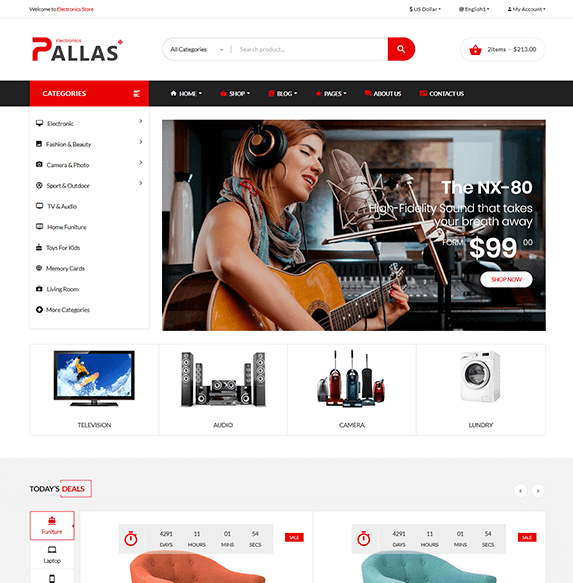 Welcome to Electronics Store
$ US Dollar
English1
My Account
Electronics
PALLAS
All Categories
Search product...
2items - $213.00
CATEGORIES
HOME
SHOP
BLOG
PAGES
ABOUT US
CONTACT US
Electronic
Fashion & Beauty
Camera & Photo
Sport & Outdoor
TV & Audio
Home Funiture
Toys For Kids
Memory Cards
Living Room
More Categories
The NX-80
High-Fidelity Sound that takes
your breath away
FORM $99 00
SHOP NOW
TELEVISION
AUDIO
CAMERA
LUNDRY
TODAY'S DEALS
Funiture
Laptop
4291 11 01 54
DAYS HOURS MINS SECS
SALE
4291 11 01 54
DAYS HOURS MINS SECS
SALE